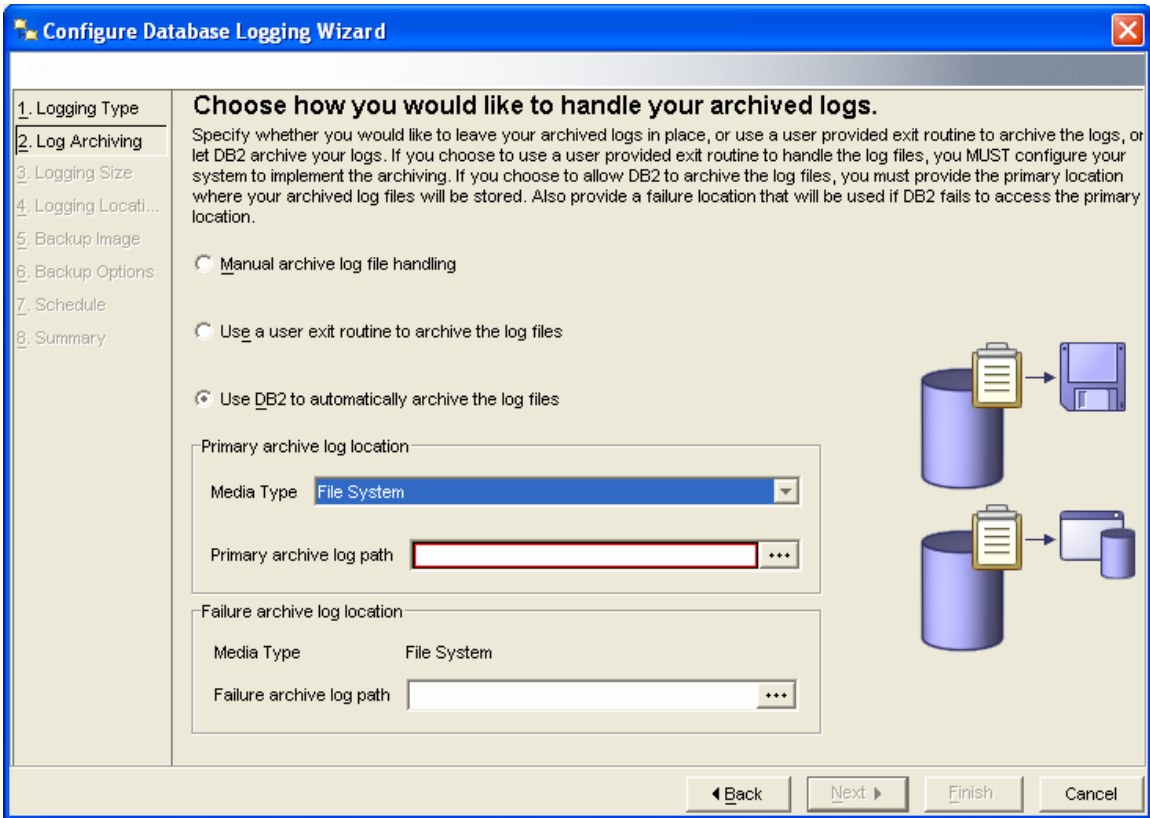 Configure Database Logging Wizard
1. Logging Type
2. Log Archiving
3. Logging Size
4. Logging Locati...
5. Backup Image
6. Backup Options
7. Schedule
8. Summary
Choose how you would like to handle your archived logs.
Specify whether you would like to leave your archived logs in place, or use a user provided exit routine to archive the logs, or
let DB2 archive your logs. If you choose to use a user provided exit routine to handle the log files, you MUST configure your
system to implement the archiving. If you choose to allow DB2 to archive the log files, you must provide the primary location
where your archived log files will be stored. Also provide a failure location that will be used if DB2 fails to access the primary
location.
Manual archive log file handling
Use a user exit routine to archive the log files
Use DB2 to automatically archive the log files
Primary archive log location
Media Type File System
Primary archive log path ...
Failure archive log location
Media Type File System
Failure archive log path ...
Back Next Finish Cancel